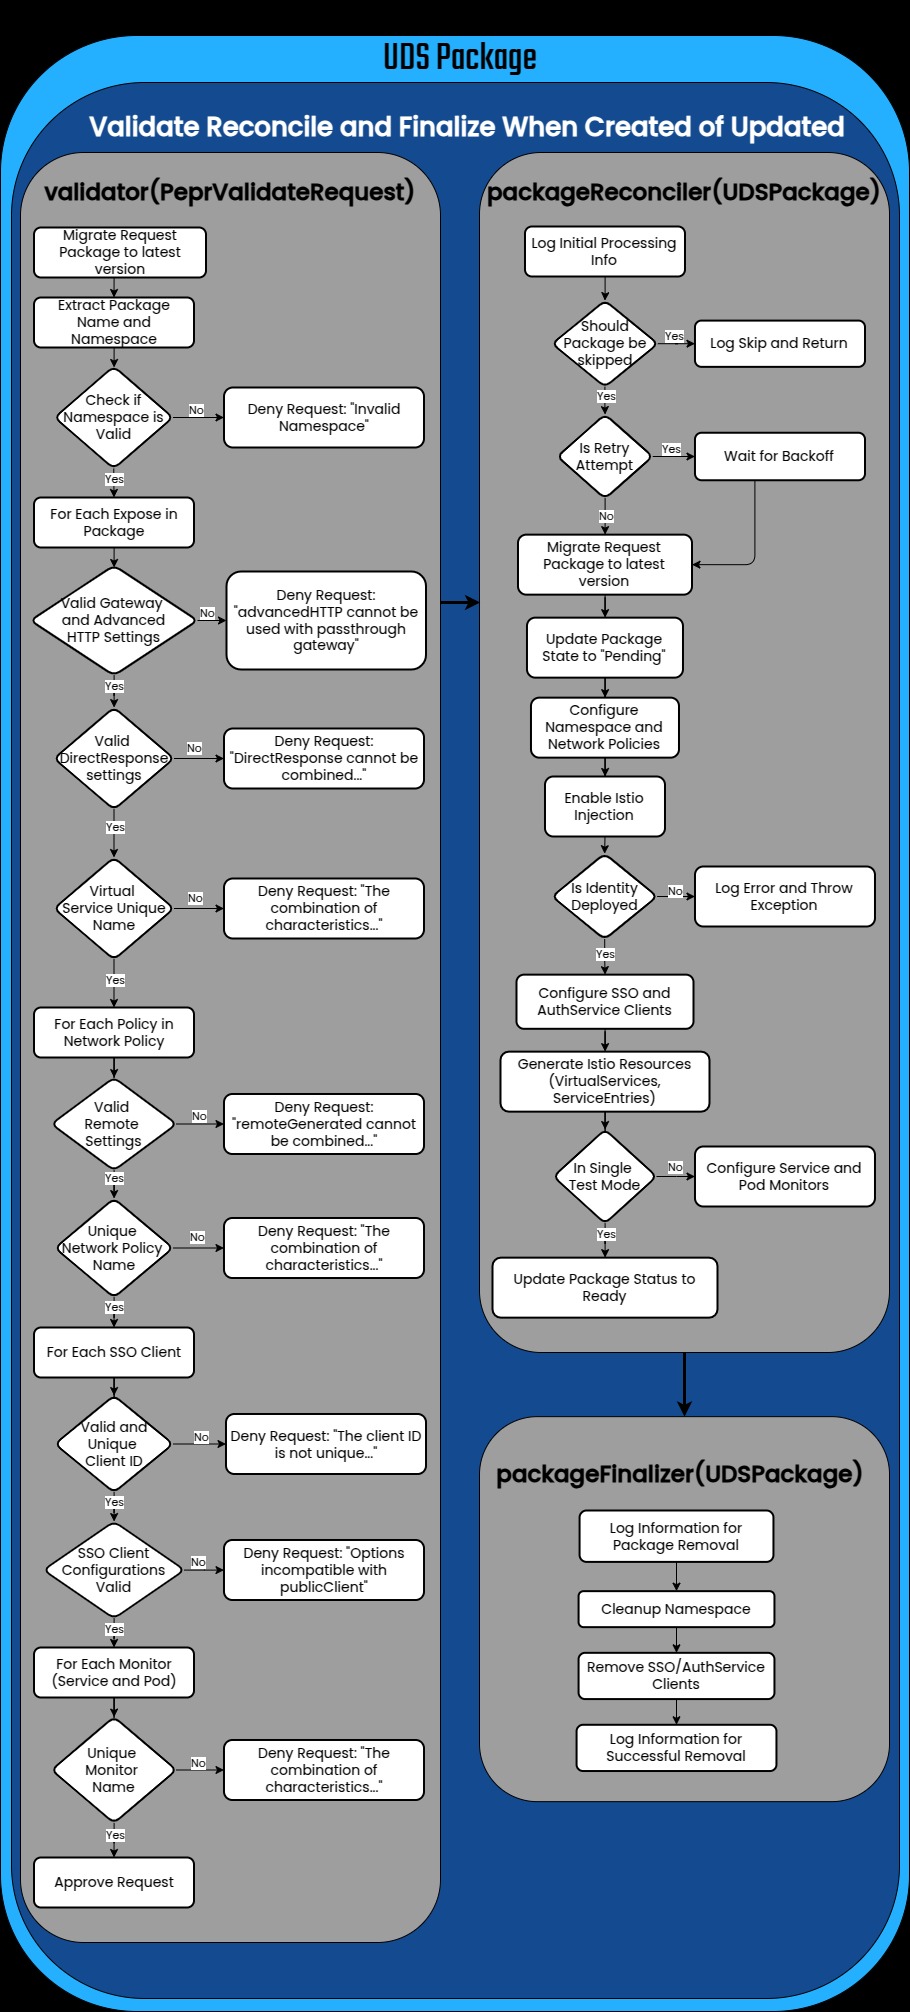 UDS Package
Validate Reconcile and Finalize When Created of Updated
validator(PeprValidateRequest)
Migrate Request
Package to latest
version
Extract Package
Name and
Namespace
Check if
Namespace is
Valid
No
Deny Request: "Invalid
Namespace"
Yes
For Each Expose in
Package
Valid Gateway
and Advanced
HTTP Settings
No
Deny Request:
"advancedHTTP cannot be
used with passthrough
gateway"
Yes
Valid
DirectResponse
settings
No
Deny Request:
"DirectResponse cannot be
combined..."
Yes
Virtual
Service Unique
Name
No
Deny Request: "The
combination of
characteristics..."
Yes
For Each Policy in
Network Policy
Valid
Remote
Settings
No
Deny Request:
"remoteGenerated cannot
be combined..."
Yes
Unique
Network Policy
Name
No
Deny Request: "The
combination of
characteristics..."
Yes
For Each SSO Client
Valid and
Unique
Client ID
No
Deny Request: "The client ID
is not unique..."
Yes
SSO Client
Configurations
Valid
No
Deny Request: "Options
incompatible with
publicClient"
Yes
For Each Monitor
(Service and Pod)
Unique
Monitor
Name
No
Deny Request: "The
combination of
characteristics..."
Yes
Approve Request
packageReconciler(UDSPackage)
Log Initial Processing
Info
Should
Package be
skipped
Yes
Log Skip and Return
Yes
Is Retry
Attempt
Yes
Wait for Backoff
No
Migrate Request
Package to latest
version
Update Package
State to "Pending"
Configure
Namespace and
Network Policies
Enable Istio
Injection
Is Identity
Deployed
No
Log Error and Throw
Exception
Yes
Configure SSO and
AuthService Clients
Generate Istio Resources
(VirtualServices,
ServiceEntries)
In Single
Test Mode
No
Configure Service and
Pod Monitors
Yes
Update Package Status to
Ready
packageFinalizer(UDSPackage)
Log Information for
Package Removal
Cleanup Namespace
Remove SSO/AuthService
Clients
Log Information for
Successful Removal